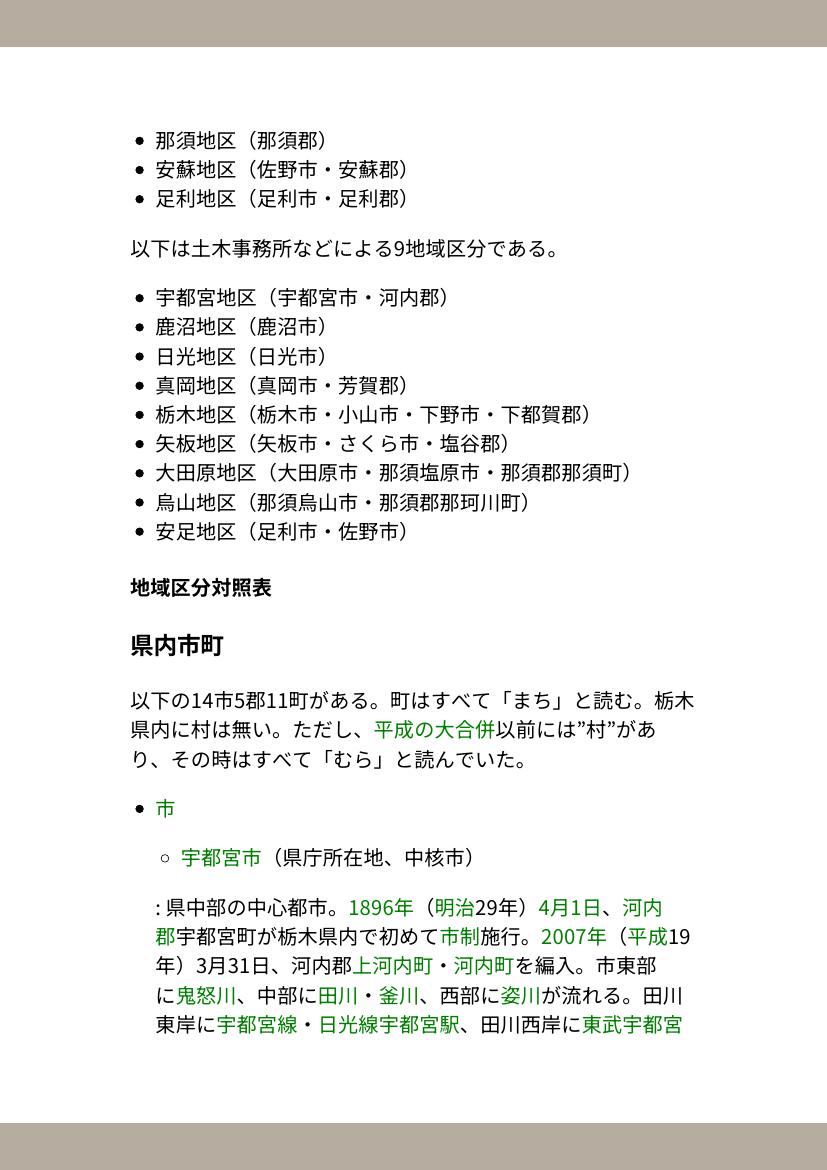 • 那須地区（那須郡）
• 安蘇地区（佐野市・安蘇郡）
• 足利地区（足利市・足利郡）
以下は土木事務所などによる9地域区分である。
• 宇都宮地区（宇都宮市・河内郡）
• 鹿沼地区（鹿沼市）
• 日光地区（日光市）
• 真岡地区（真岡市・芳賀郡）
• 栃木地区（栃木市・小山市・下野市・下都賀郡）
• 矢板地区（矢板市・さくら市・塩谷郡）
• 大田原地区（大田原市・那須塩原市・那須郡那須町）
• 烏山地区（那須烏山市・那須郡那珂川町）
• 安足地区（足利市・佐野市）
地域区分対照表
県内市町
以下の14市5郡11町がある。町はすべて「まち」と読む。栃木
県内に村は無い。ただし、平成の大合併以前には”村”があ
り、その時はすべて「むら」と読んでいた。
• 市
◦ 宇都宮市（県庁所在地、中核市）
: 県中部の中心都市。1896年（明治29年）4月1日、河内
郡宇都宮町が栃木県内で初めて市制施行。2007年（平成19
年）3月31日、河内郡上河内町・河内町を編入。市東部
に鬼怒川、中部に田川・釜川、西部に姿川が流れる。田川
東岸に宇都宮線・日光線宇都宮駅、田川西岸に東武宇都宮